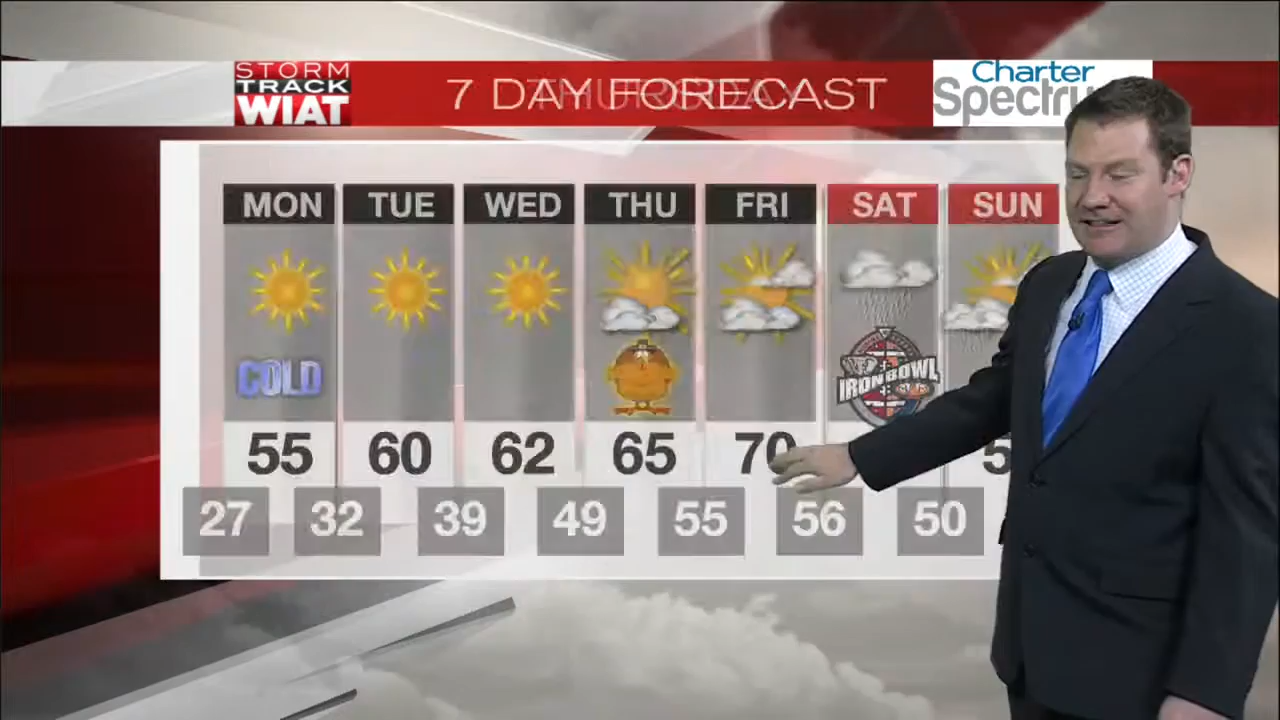 STORM
TRACK
WIAT
7 DAY FORECAST
THURSDAY
Charter
MON TUE WED THU FRI SAT SUN
COLD
IRON BOWL
55 60 62 65 70
27 32 39 49 55 56 50